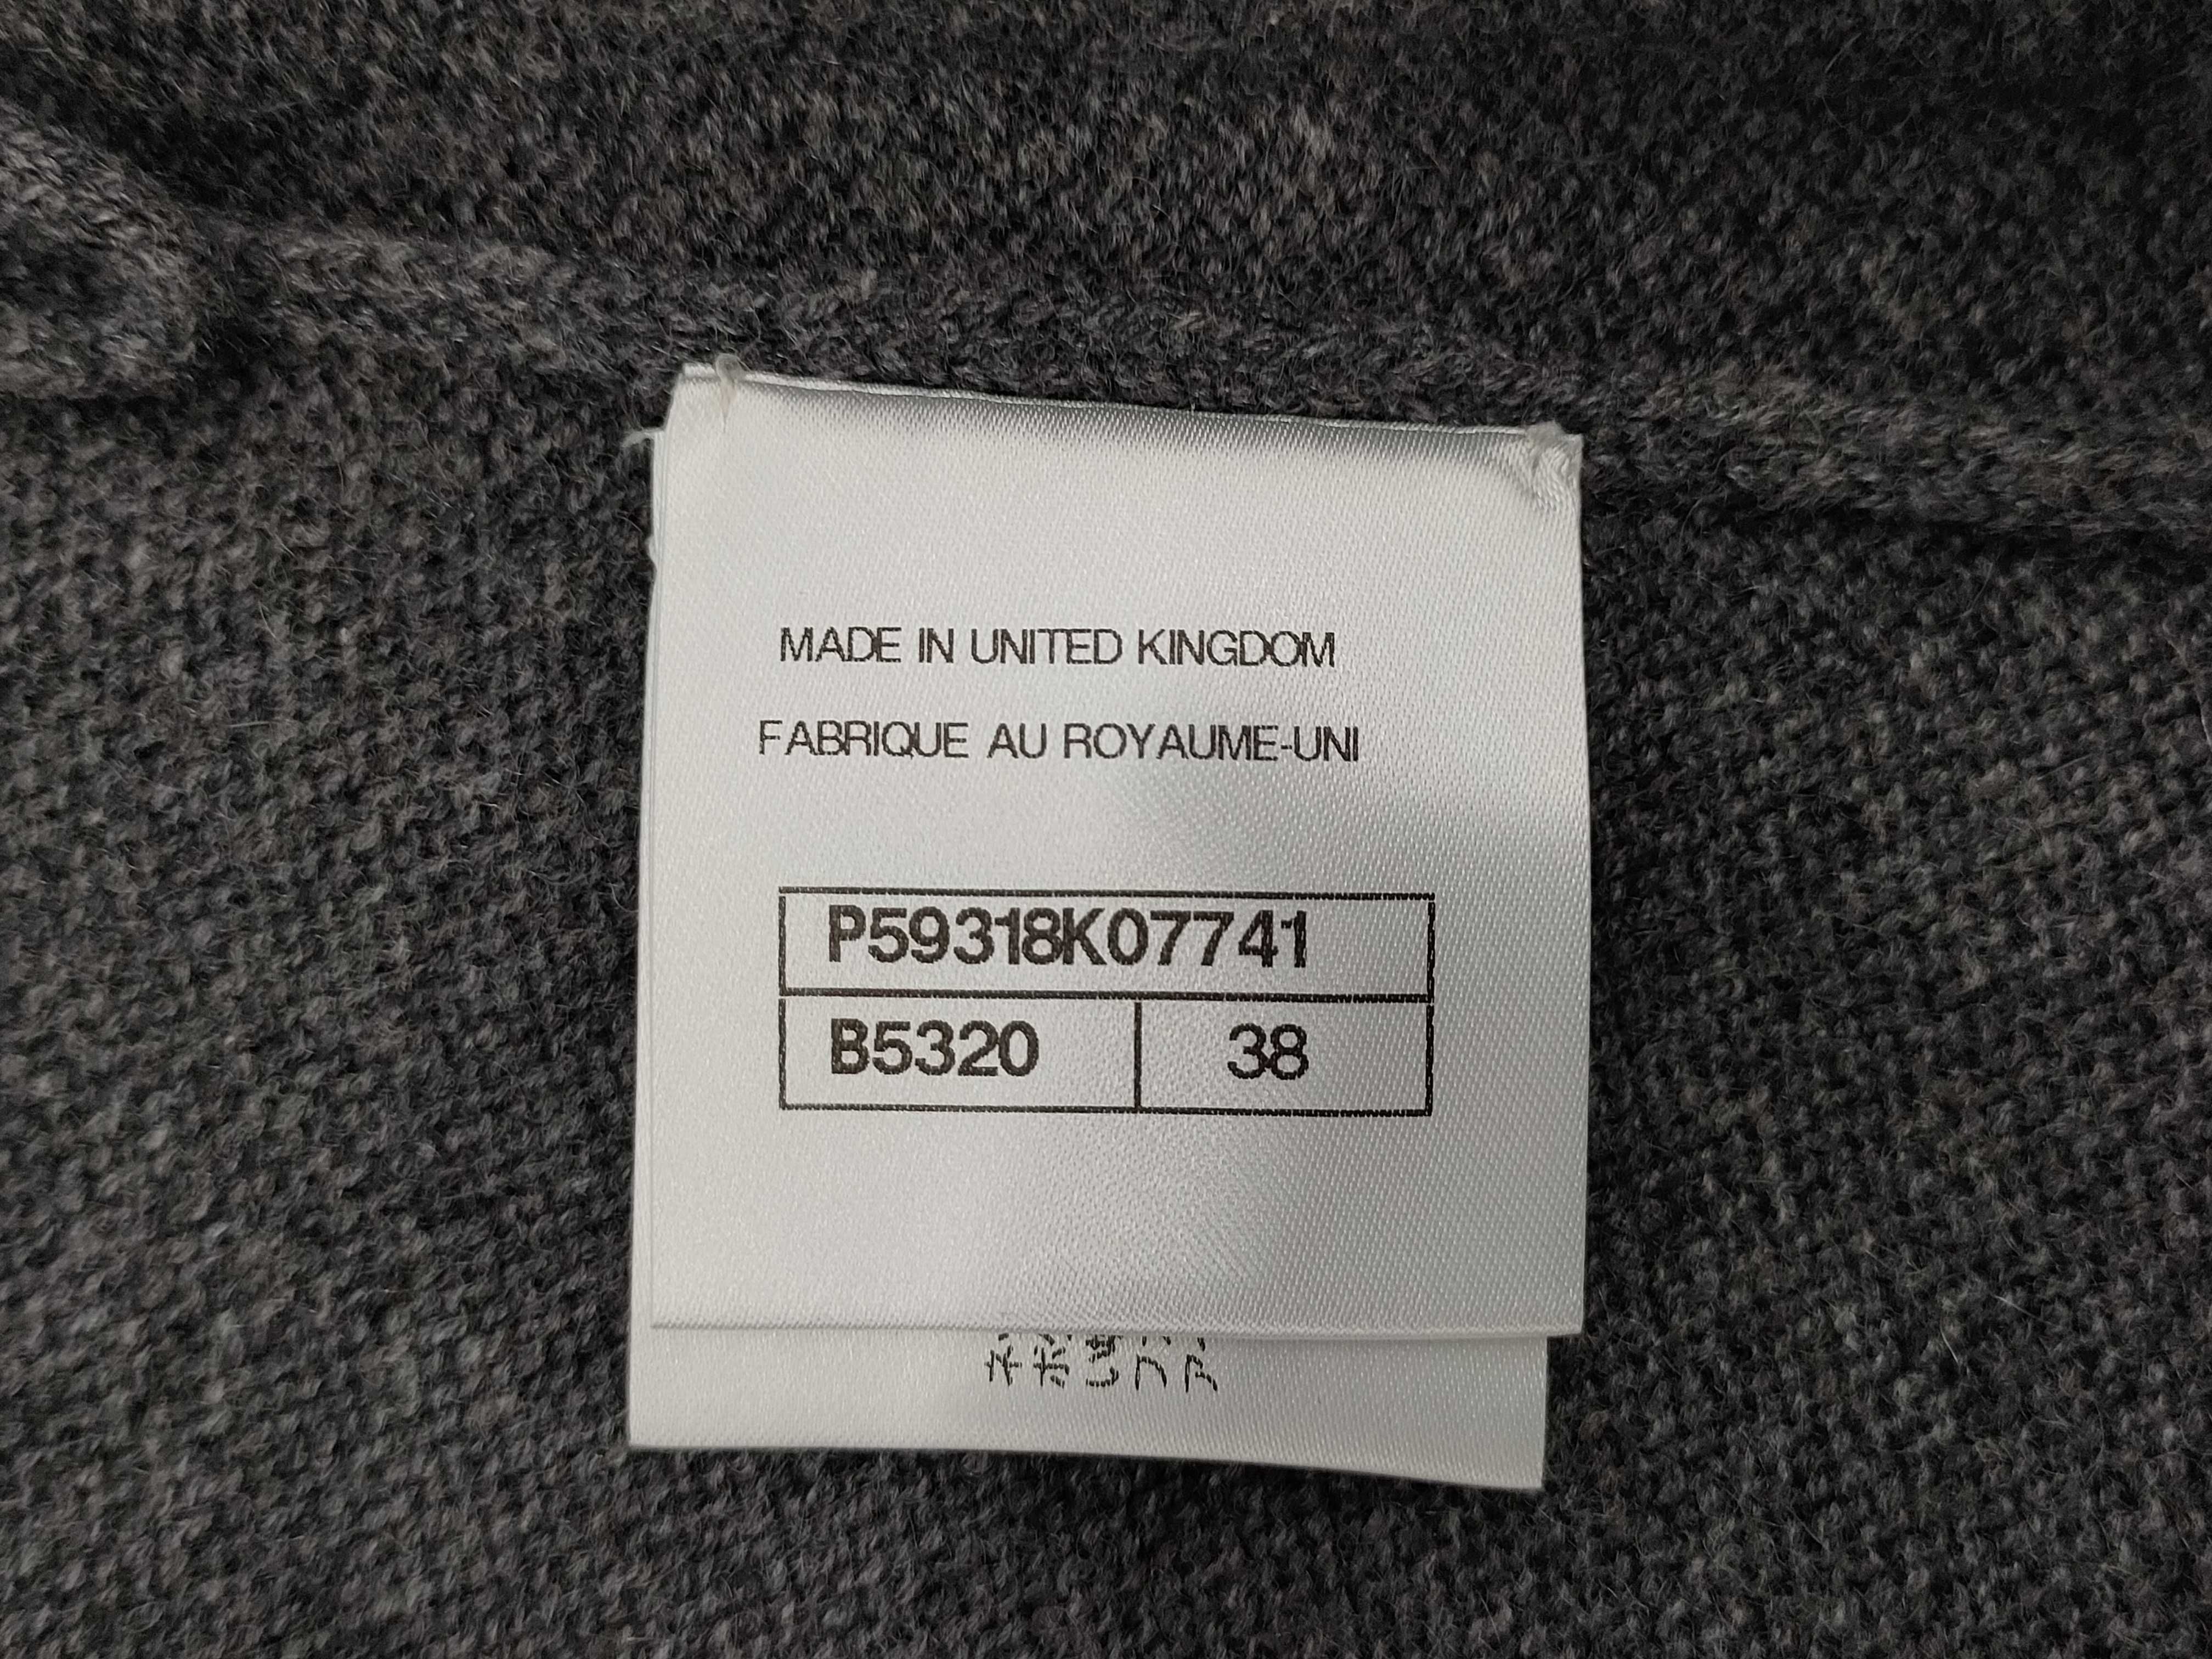 MADE IN UNITED KINGDOM
FABRIQUE AU ROYAUME-UNI
P59318K07741
B5320 38